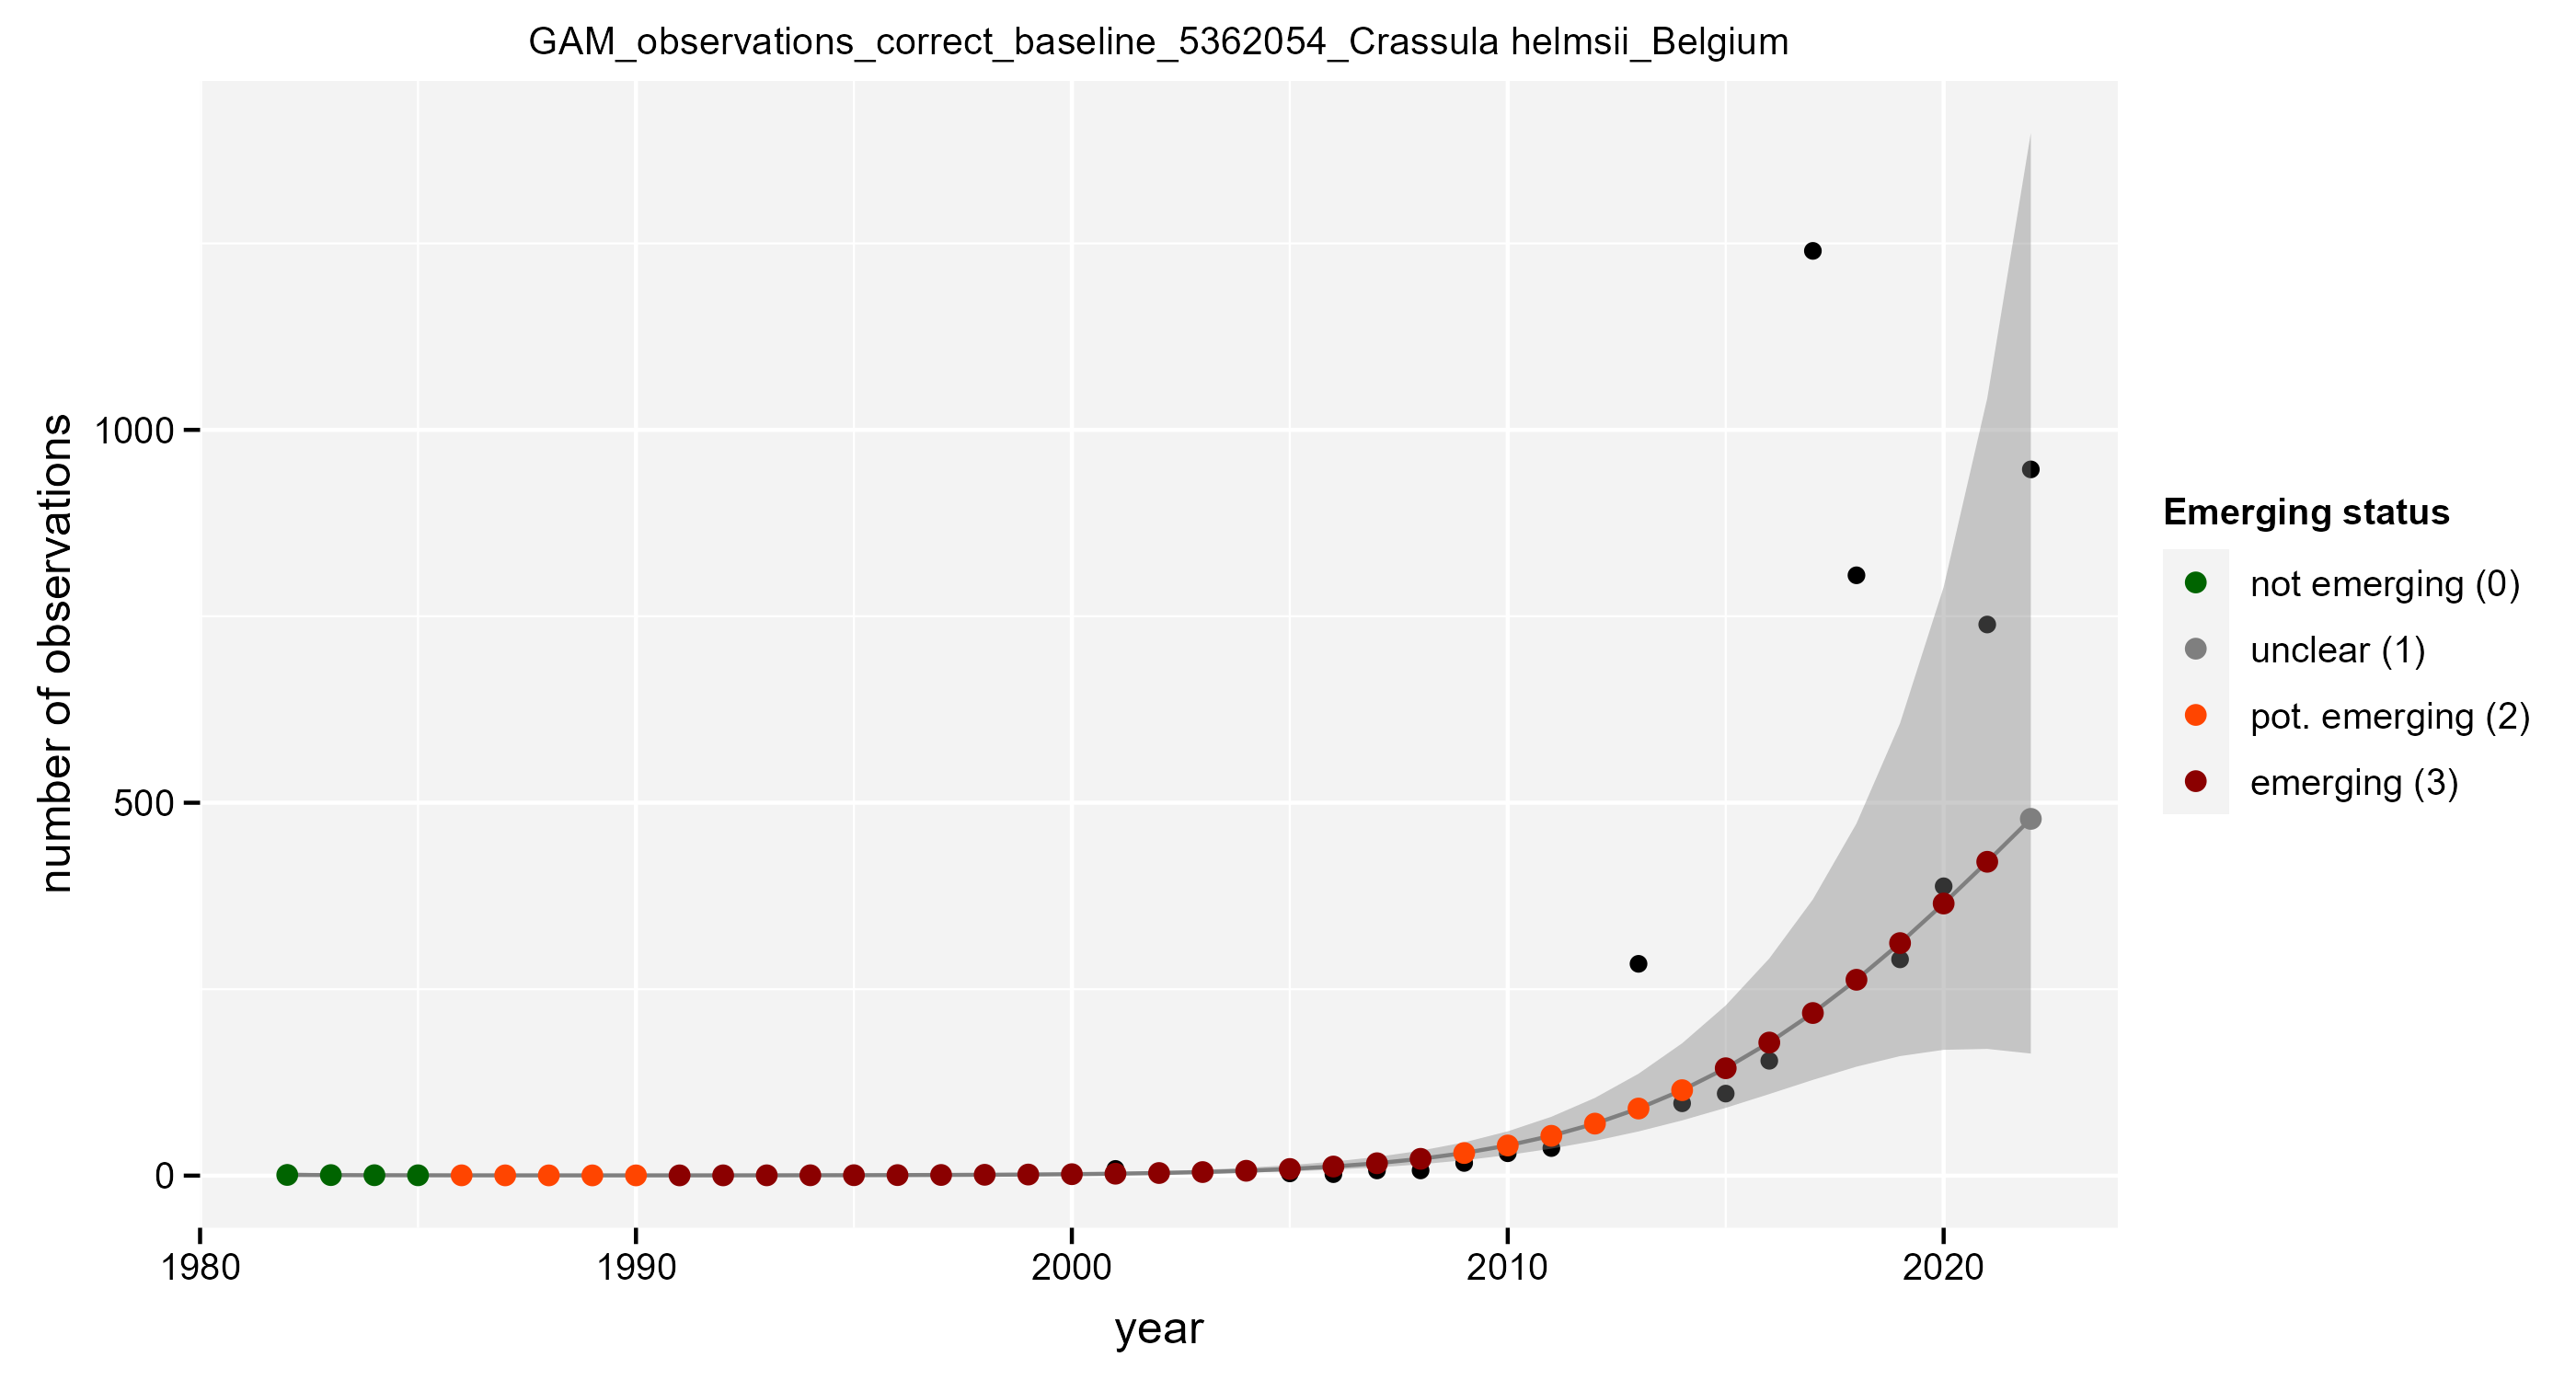 GAM_observations_correct_baseline_5362054_Crassula helmsii_Belgium
number of observations
1000
500
0
1980
1990
2000
2010
2020
year
Emerging status
not emerging (0)
unclear (1)
pot. emerging (2)
emerging (3)